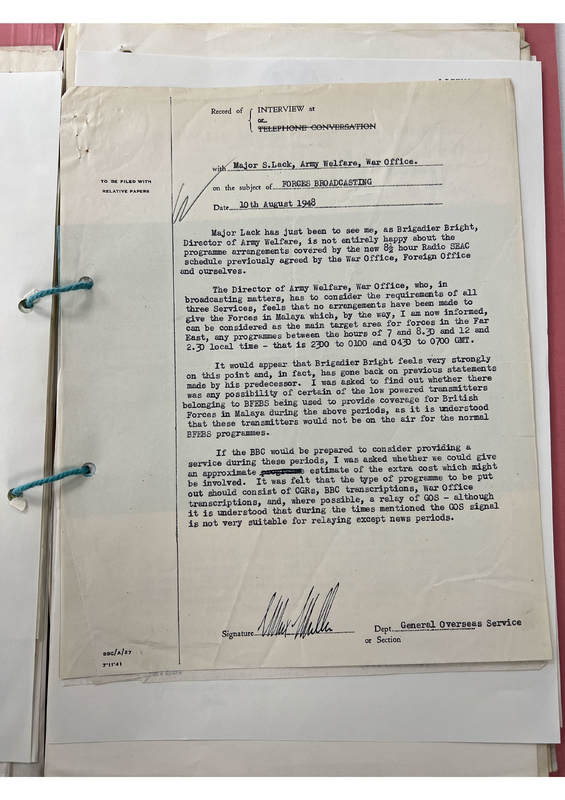 Record of { INTERVIEW at
or
TELEPHONE CONVERSATION
TO BE FILED WITH
RELATIVE PAPERS
with Major S.Lack, Army Welfare, War Office.
on the subject of FORCES BROADCASTING
Date 10th August 1948
Major Lack has just been to see me, as Brigadier Bright,
Director of Army Welfare, is not entirely happy about the
programme arrangements covered by the new 8½ hour Radio SEAC
schedule previously agreed by the War Office, Foreign Office
and ourselves.
The Director of Army Welfare, War Office, who, in
broadcasting matters, has to consider the requirements of all
three Services, feels that no arrangements have been made to
give the Forces in Malaya which, by the way, I am now informed,
can be considered as the main target area for forces in the Far
East, any programmes between the hours of 7 and 8.30 and 12 and
2.30 local time - that is 2300 to 0100 and 0430 to 0700 GMT.
It would appear that Brigadier Bright feels very strongly
on this point and, in fact, has gone back on previous statements
made by his predecessor. I was asked to find out whether there
was any possibility of certain of the low powered transmitters
belonging to BFEBS being used to provide coverage for British
Forces in Malaya during the above periods, as it is understood
that these transmitters would not be on the air for the normal
BFEBS programmes.
If the BBC would be prepared to consider providing a
service during these periods, I was asked whether we could give
an approximate estimate of the extra cost which might
be involved. It was felt that the type of programme to be put
out should consist of CGRs, BBC transcriptions, War Office
transcriptions, and, where possible, a relay of GOS - although
it is understood that during the times mentioned the GOS signal
is not very suitable for relaying except news periods.
Signature
Dept. General Overseas Service
or Section
BBC/A/27
7'11'41